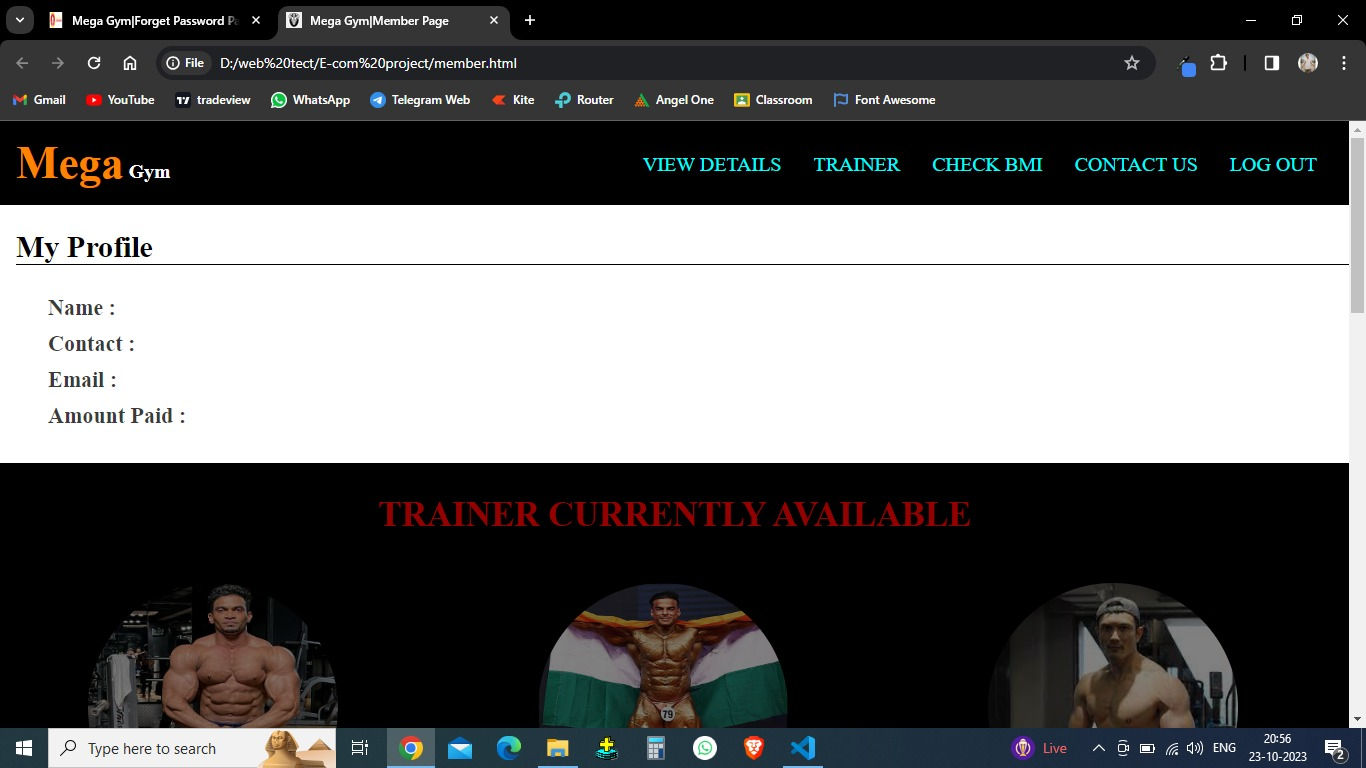 Mega Gym|Forget Password Pa
Mega Gym|Member Page
File
D:/web%20tect/E-com%20project/member.html
Gmail
YouTube
tradeview
WhatsApp
Telegram Web
Kite
Router
Angel One
Classroom
Font Awesome
Mega Gym
VIEW DETAILS
TRAINER
CHECK BMI
CONTACT US
LOG OUT
My Profile
Name :
Contact :
Email :
Amount Paid :
TRAINER CURRENTLY AVAILABLE
79
Type here to search
Live
ENG
20:56
23-10-2023
2